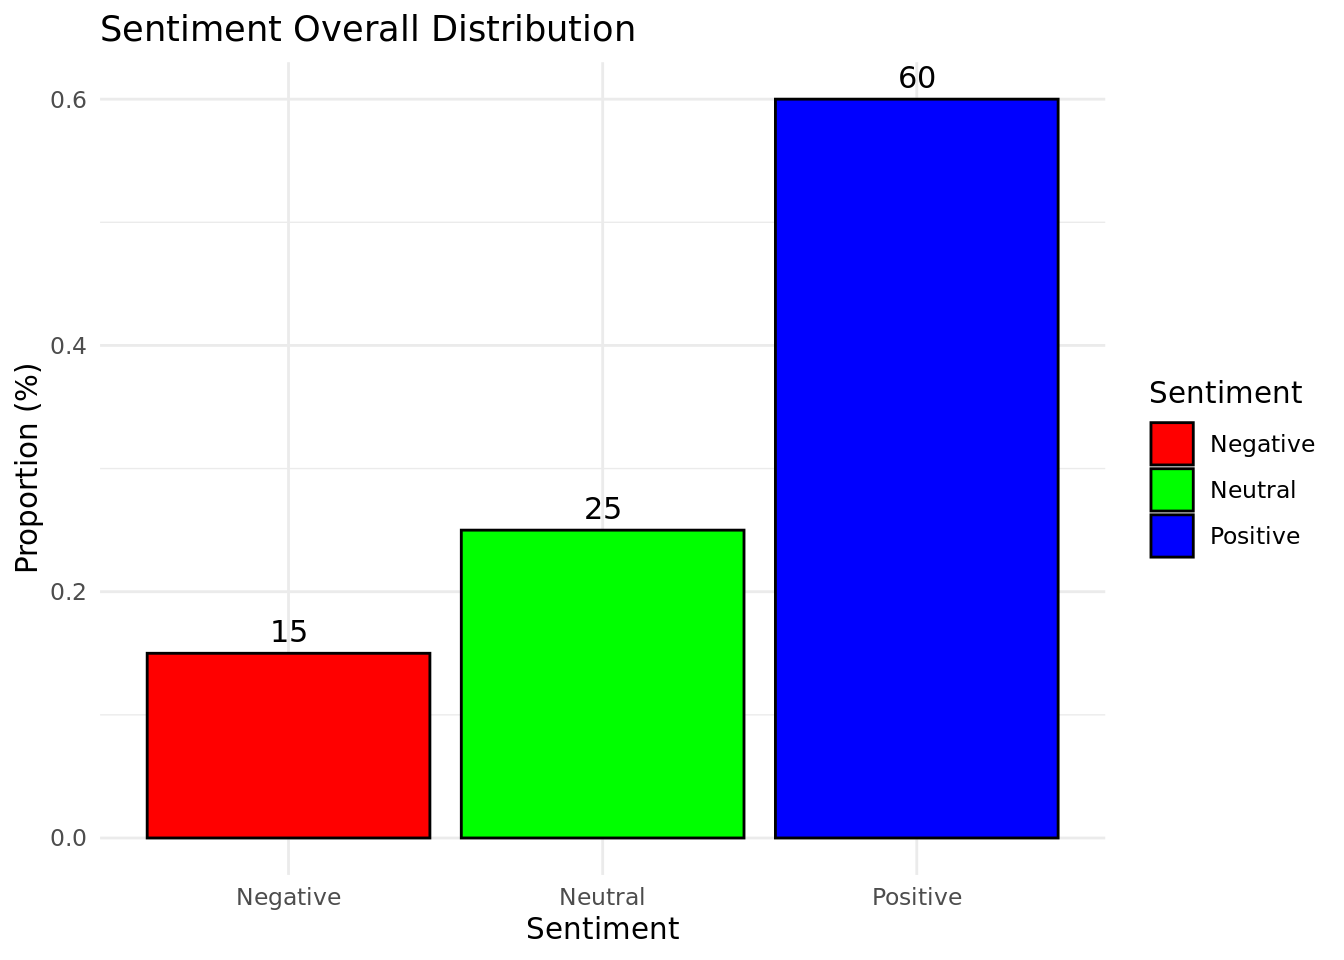 Sentiment Overall Distribution
Proportion (%)
0.6
0.4
0.2
0.0
15
25
60
Negative
Neutral
Positive
Sentiment
Sentiment
Negative
Neutral
Positive